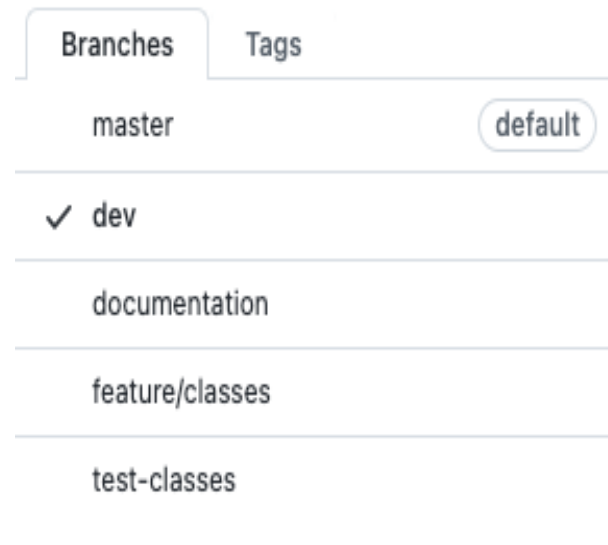 Branches Tags
master default
dev
documentation
feature/classes
test-classes